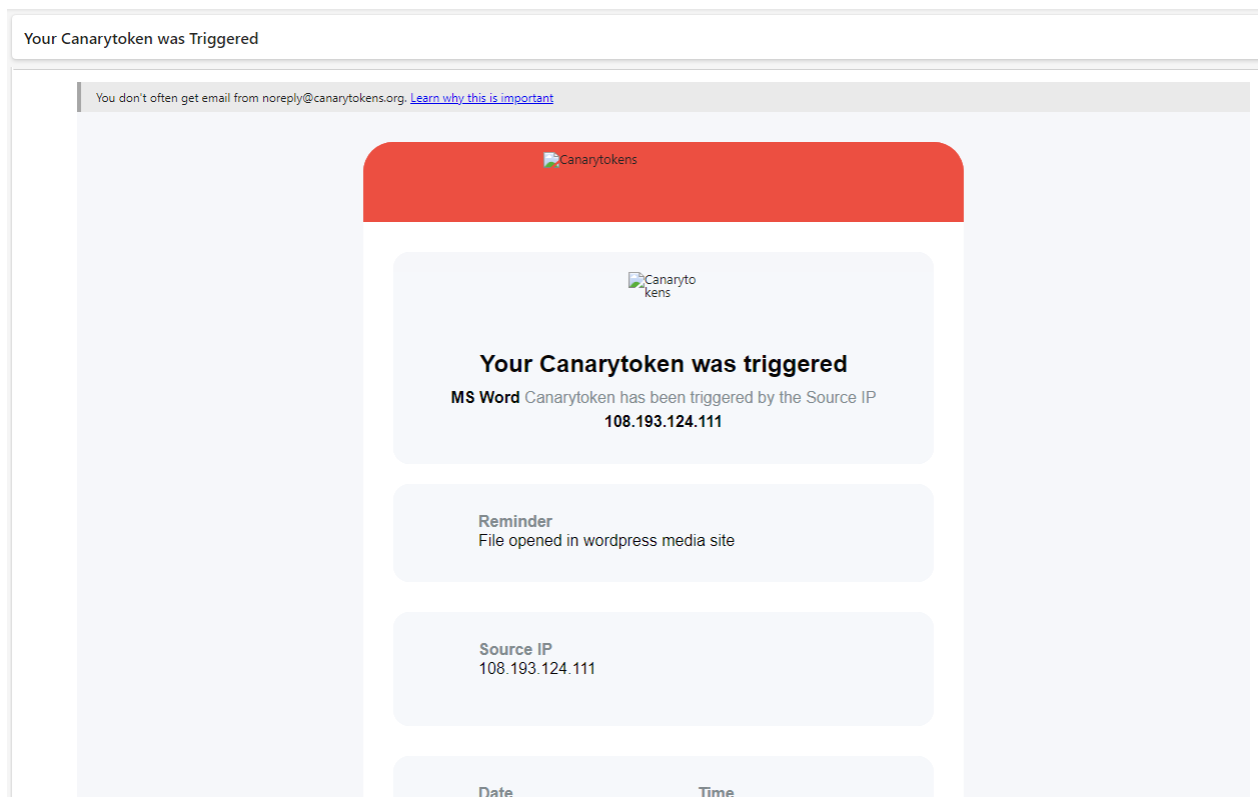 Your Canarytoken was Triggered
You don't often get email from noreply@canarytokens.org. Learn why this is important
Canarytokens
Canaryto
kens
Your Canarytoken was triggered
MS Word Canarytoken has been triggered by the Source IP
108.193.124.111
Reminder
File opened in wordpress media site
Source IP
108.193.124.111
Date Time